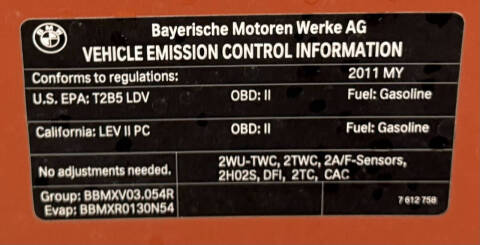 BMW
Bayerische Motoren Werke AG
VEHICLE EMISSION CONTROL INFORMATION
Conforms to regulations: 2011 MY
U.S. EPA: T2B5 LDV OBD: II Fuel: Gasoline
California: LEV II PC OBD: II Fuel: Gasoline
No adjustments needed. 2WU-TWC, 2TWC, 2A/F-Sensors,
2HO2S, DFI, 2TC, CAC
Group: BBMXV03.054R
Evap: BBMXR0130N54 7 612 758